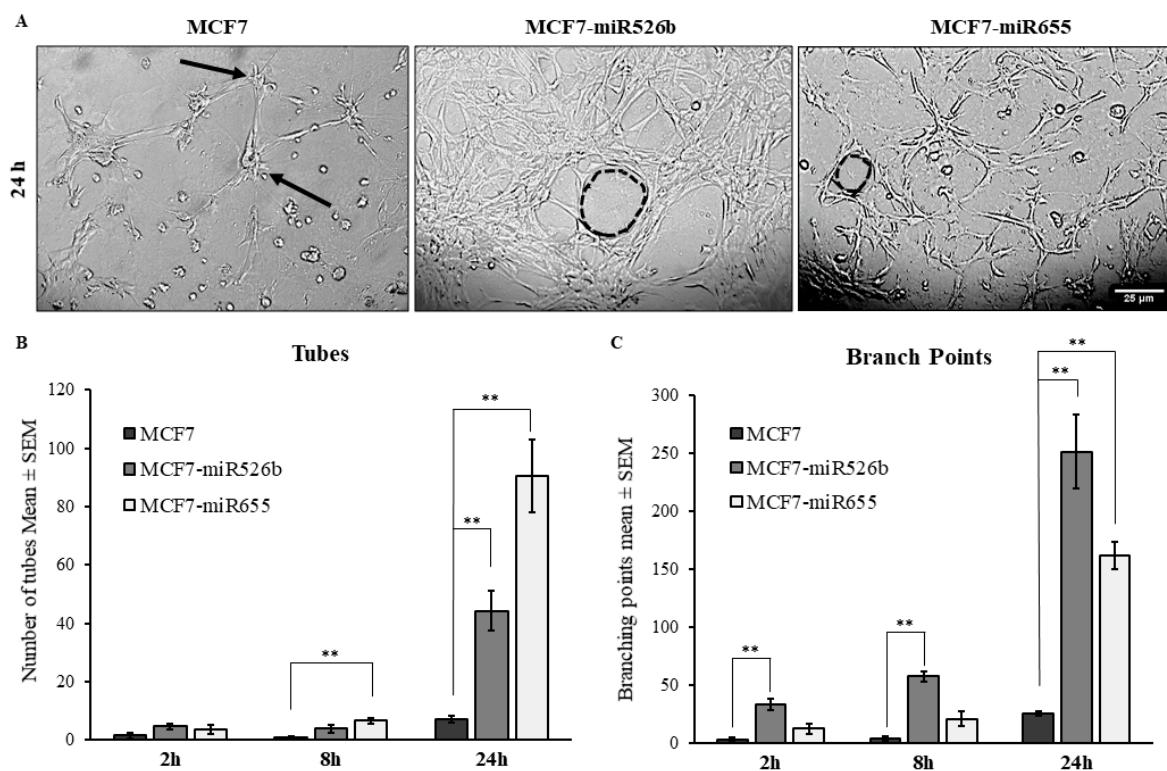 A
MCF7
MCF7-miR526b
MCF7-miR655
24 h
25 µm
B
Tubes
Number of tubes Mean ± SEM
120
100
80
60
40
20
0
MCF7
MCF7-miR526b
MCF7-miR655
**
**
**
2h
8h
24h
C
Branch Points
Branching points mean ± SEM
300
250
200
150
100
50
0
MCF7
MCF7-miR526b
MCF7-miR655
**
**
**
**
2h
8h
24h